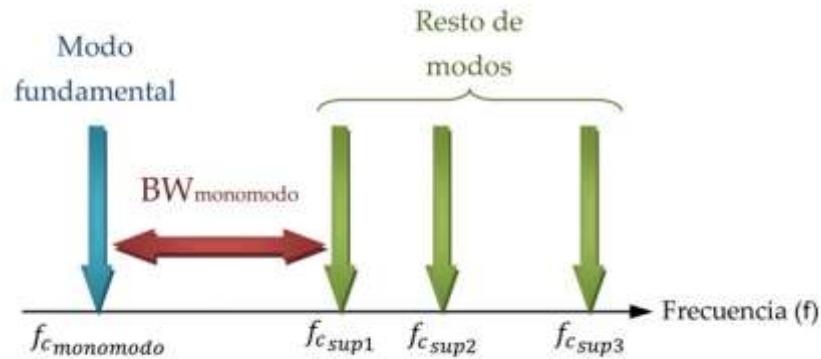 Modo
fundamental
Resto de
modos
BWmonomodo
Frecuencia (f)
fcmonomodo
fcsup1
fcsup2
fcsup3